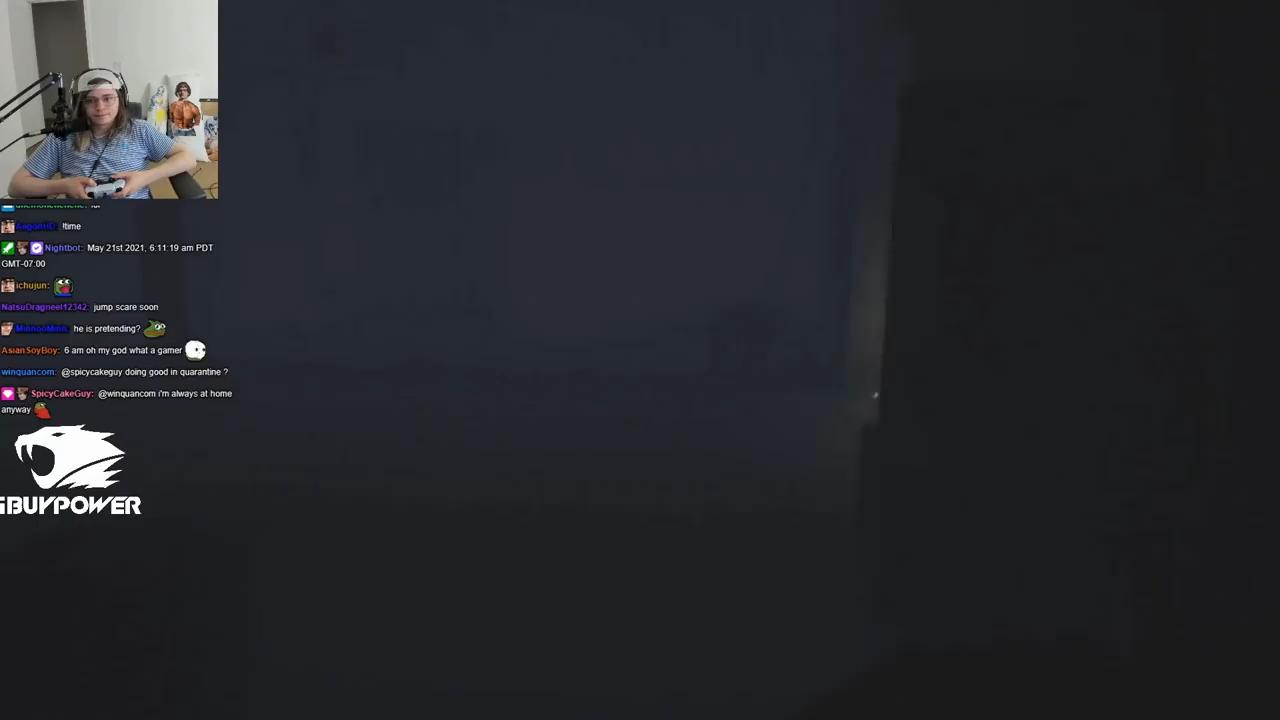 !time
Nightbot: May 21st 2021, 6:11:19 am PDT
GMT-07:00
ichujun:
NatsuDragneel12342: jump scare soon
he is pretending?
AsianSoyBoy: 6 am oh my god what a gamer
winquancom: @spicycakeguy doing good in quarantine ?
SpicyCakeGuy: @winquancom i'm always at home
anyway
iBUYPOWER